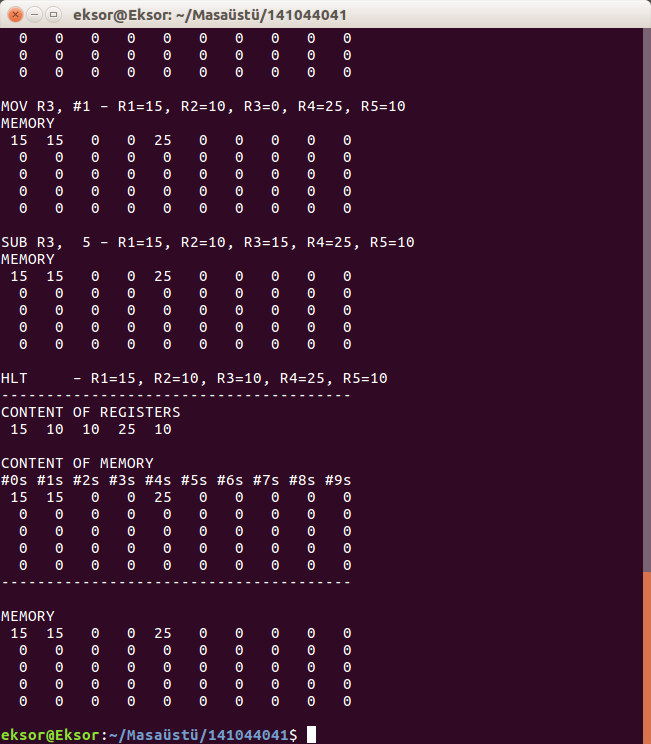 eksor@Eksor: ~/Masaüstü/141044041
  0   0   0   0   0   0   0   0   0   0
  0   0   0   0   0   0   0   0   0   0
  0   0   0   0   0   0   0   0   0   0
MOV R3, #1 - R1=15, R2=10, R3=0, R4=25, R5=10
MEMORY
 15  15   0   0  25   0   0   0   0   0
  0   0   0   0   0   0   0   0   0   0
  0   0   0   0   0   0   0   0   0   0
  0   0   0   0   0   0   0   0   0   0
  0   0   0   0   0   0   0   0   0   0
SUB R3,  5 - R1=15, R2=10, R3=15, R4=25, R5=10
MEMORY
 15  15   0   0  25   0   0   0   0   0
  0   0   0   0   0   0   0   0   0   0
  0   0   0   0   0   0   0   0   0   0
  0   0   0   0   0   0   0   0   0   0
  0   0   0   0   0   0   0   0   0   0
HLT     - R1=15, R2=10, R3=10, R4=25, R5=10
---------------------------------------
CONTENT OF REGISTERS
 15  10  10  25  10
CONTENT OF MEMORY
#0s #1s #2s #3s #4s #5s #6s #7s #8s #9s
 15  15   0   0  25   0   0   0   0   0
  0   0   0   0   0   0   0   0   0   0
  0   0   0   0   0   0   0   0   0   0
  0   0   0   0   0   0   0   0   0   0
  0   0   0   0   0   0   0   0   0   0
---------------------------------------
MEMORY
 15  15   0   0  25   0   0   0   0   0
  0   0   0   0   0   0   0   0   0   0
  0   0   0   0   0   0   0   0   0   0
  0   0   0   0   0   0   0   0   0   0
  0   0   0   0   0   0   0   0   0   0
eksor@Eksor:~/Masaüstü/141044041$